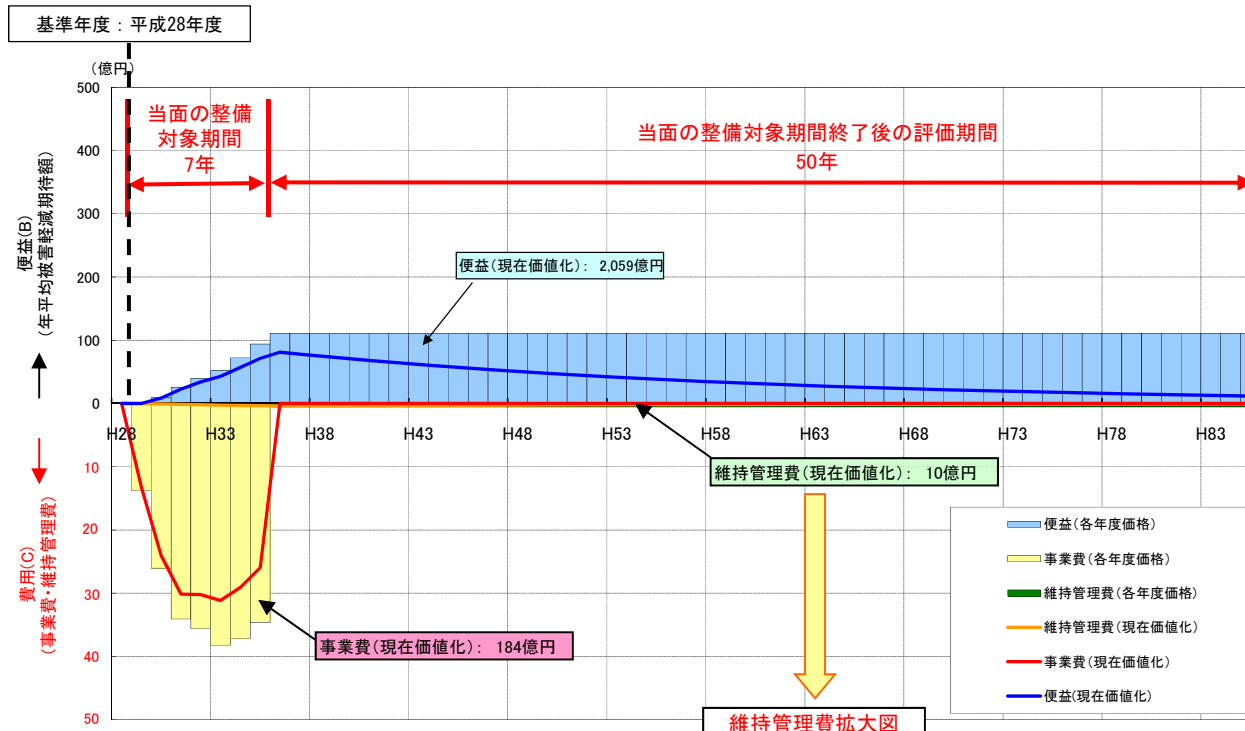 基準年度：平成28年度
（億円）
500
400
300
200
100
0
10
20
30
40
50
便益(B)
（年平均被害軽減期待額）
費用(C)
（事業費・維持管理費）
当面の整備
対象期間
7年
当面の整備対象期間終了後の評価期間
50年
便益(現在価値化)： 2,059億円
H28
H33
H38
H43
H48
H53
H58
H63
H68
H73
H78
H83
維持管理費(現在価値化)： 10億円
事業費(現在価値化)： 184億円
便益(各年度価格)
事業費(各年度価格)
維持管理費(各年度価格)
維持管理費(現在価値化)
事業費(現在価値化)
便益(現在価値化)
維持管理費拡大図